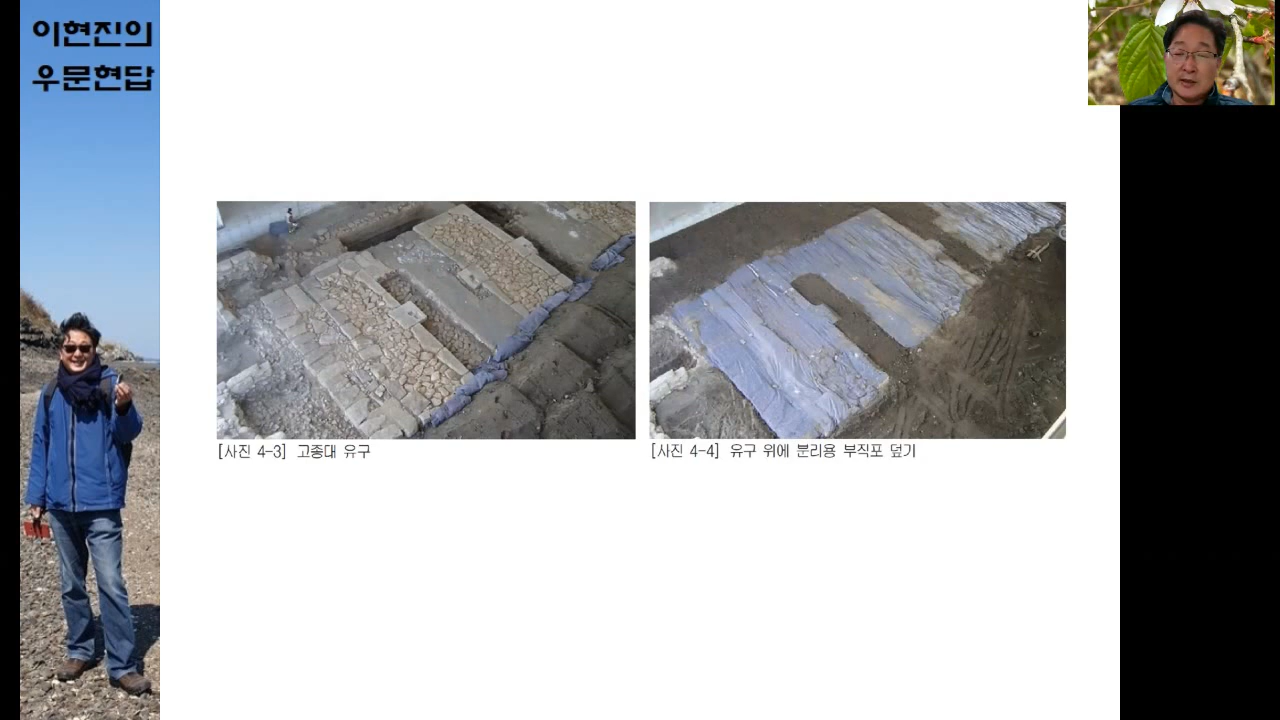 이현진의
우문현답
[사진 4-3] 고종대 유구
[사진 4-4] 유구 위에 분리용 부직포 덮기